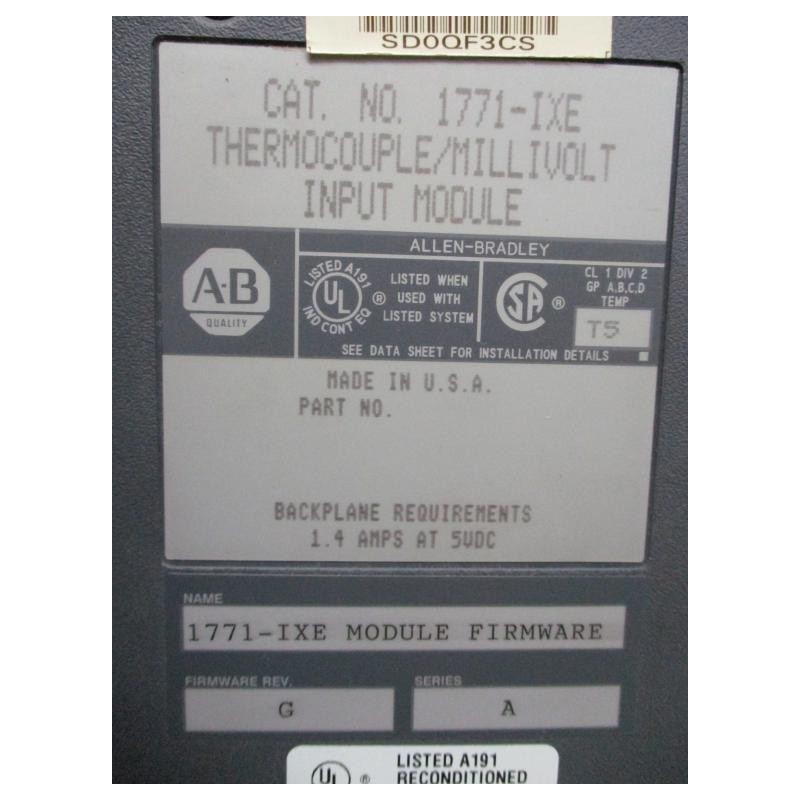 SD0QF3CS
CAT. NO. 1771-IXE
THERMOCOUPLE/MILLIVOLT
INPUT MODULE
ALLEN-BRADLEY
A-B
QUALITY
LISTED A191
UL
IND CONT EQ
®
LISTED WHEN
USED WITH
LISTED SYSTEM
SA
®
CL 1 DIV 2
GP A,B,C,D
TEMP
T5
SEE DATA SHEET FOR INSTALLATION DETAILS
MADE IN U.S.A.
PART NO.
BACKPLANE REQUIREMENTS
1.4 AMPS AT 5VDC
NAME
1771-IXE MODULE FIRMWARE
FIRMWARE REV.
SERIES
G
A
UL ®
LISTED A191
RECONDITIONED